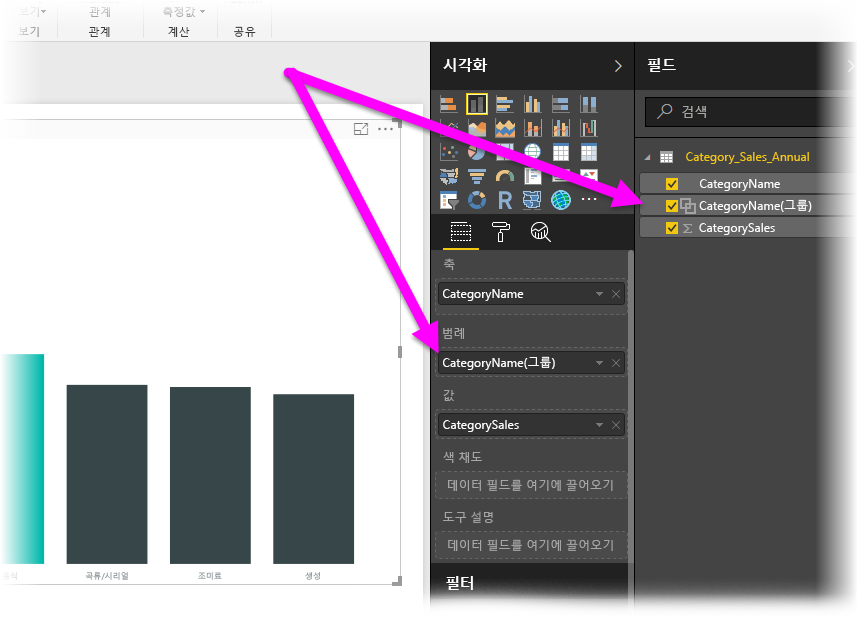 보기
관계
측정값
보기
관계
계산
공유
시각화
필드
검색
Category_Sales_Annual
CategoryName
CategoryName(그룹)
Σ CategorySales
R
축
CategoryName
범례
CategoryName(그룹)
값
CategorySales
색 채도
데이터 필드를 여기에 끌어오기
도구 설명
데이터 필드를 여기에 끌어오기
필터
곡류/시리얼
조미료
생성